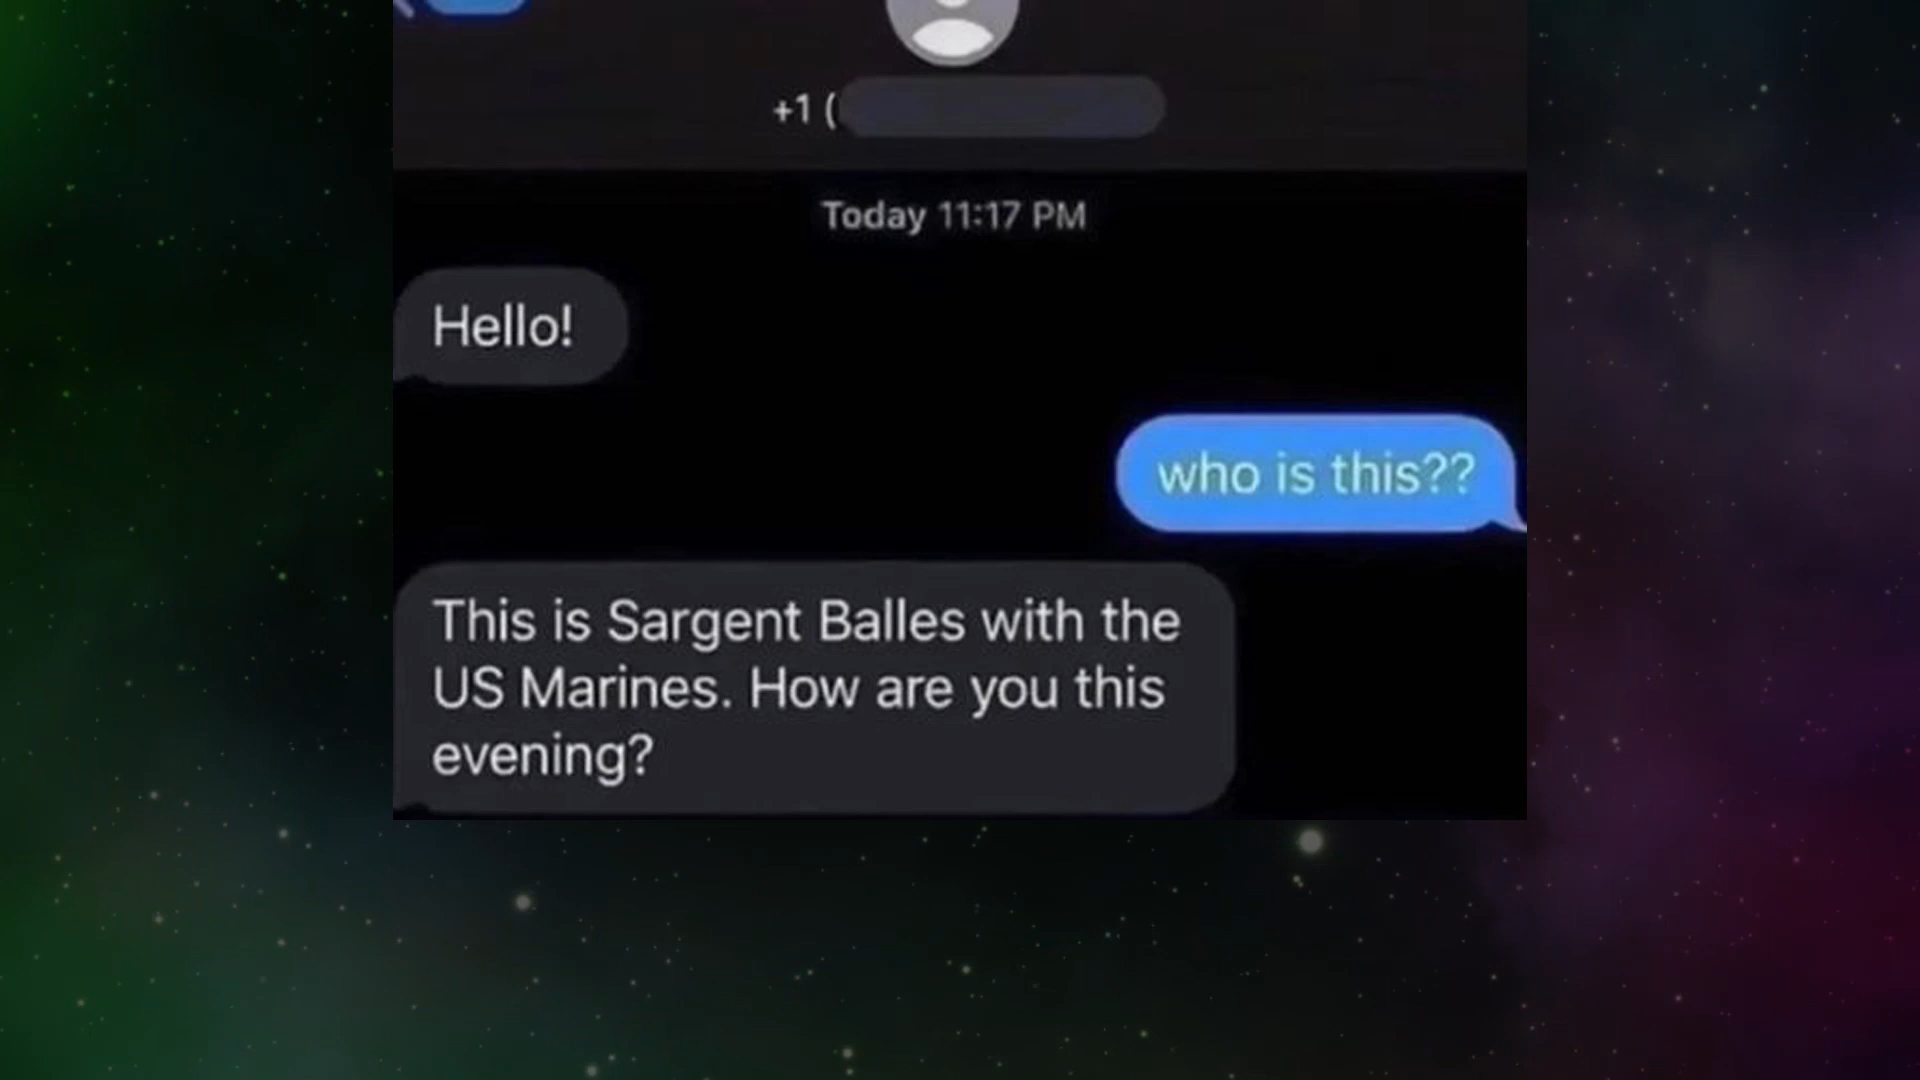 +1 (
Today 11:17 PM
Hello!
who is this??
This is Sargent Balles with the
US Marines. How are you this
evening?